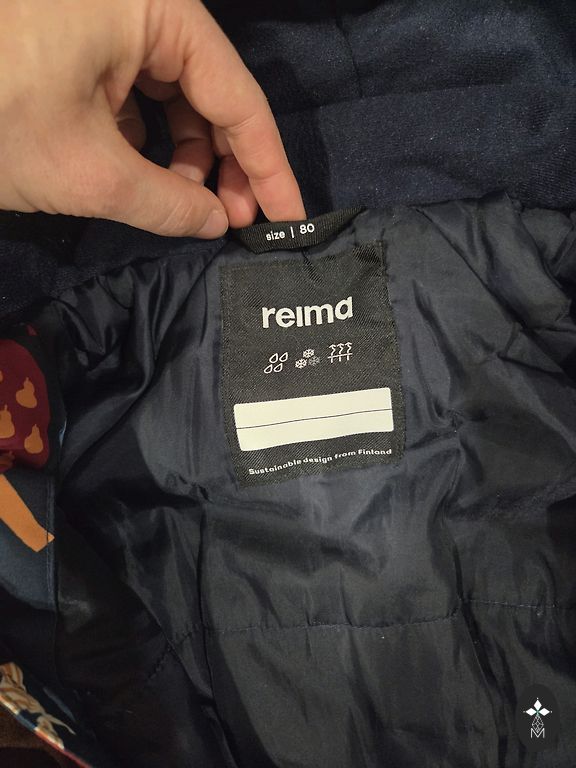 size | 80
reima
Sustainable design from Finland
M